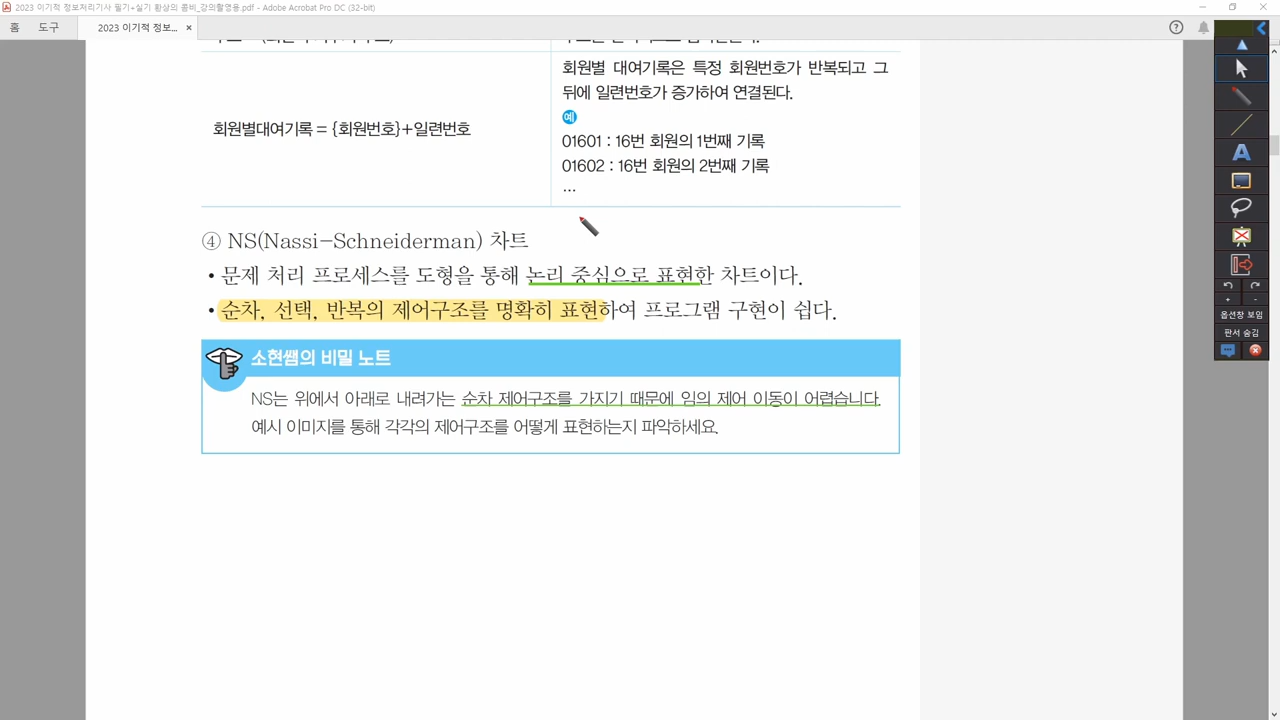 2023 이기적 정보처리기사 필기+실기 환상의 콤비_강의촬영용.pdf - Adobe Acrobat Pro DC (32-bit)
홈 도구 2023 이기적 정보... ×
회원별 대여기록은 특정 회원번호가 반복되고 그
뒤에 일련번호가 증가하여 연결된다.
예
회원별대여기록 = {회원번호}+일련번호
01601 : 16번 회원의 1번째 기록
01602 : 16번 회원의 2번째 기록
…
④ NS(Nassi-Schneiderman) 차트
• 문제 처리 프로세스를 도형을 통해 논리 중심으로 표현한 차트이다.
• 순차, 선택, 반복의 제어구조를 명확히 표현하여 프로그램 구현이 쉽다.
소현쌤의 비밀 노트
NS는 위에서 아래로 내려가는 순차 제어구조를 가지기 때문에 임의 제어 이동이 어렵습니다.
예시 이미지를 통해 각각의 제어구조를 어떻게 표현하는지 파악하세요.
A
+ -
옵션창 보임
판서 숨김